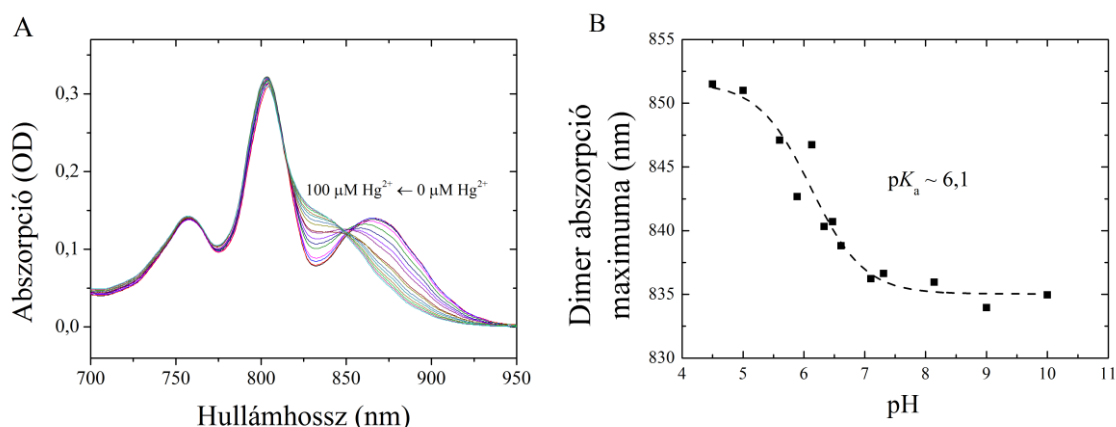 A
Abszorpció (OD)
0,3
0,2
0,1
0,0
100 μM Hg²⁺ ← 0 μM Hg²⁺
700 750 800 850 900 950
Hullámhossz (nm)
B
Dimer abszorpció
maximuma (nm)
855
850
845
840
835
830
pKa ~ 6,1
4 5 6 7 8 9 10 11
pH